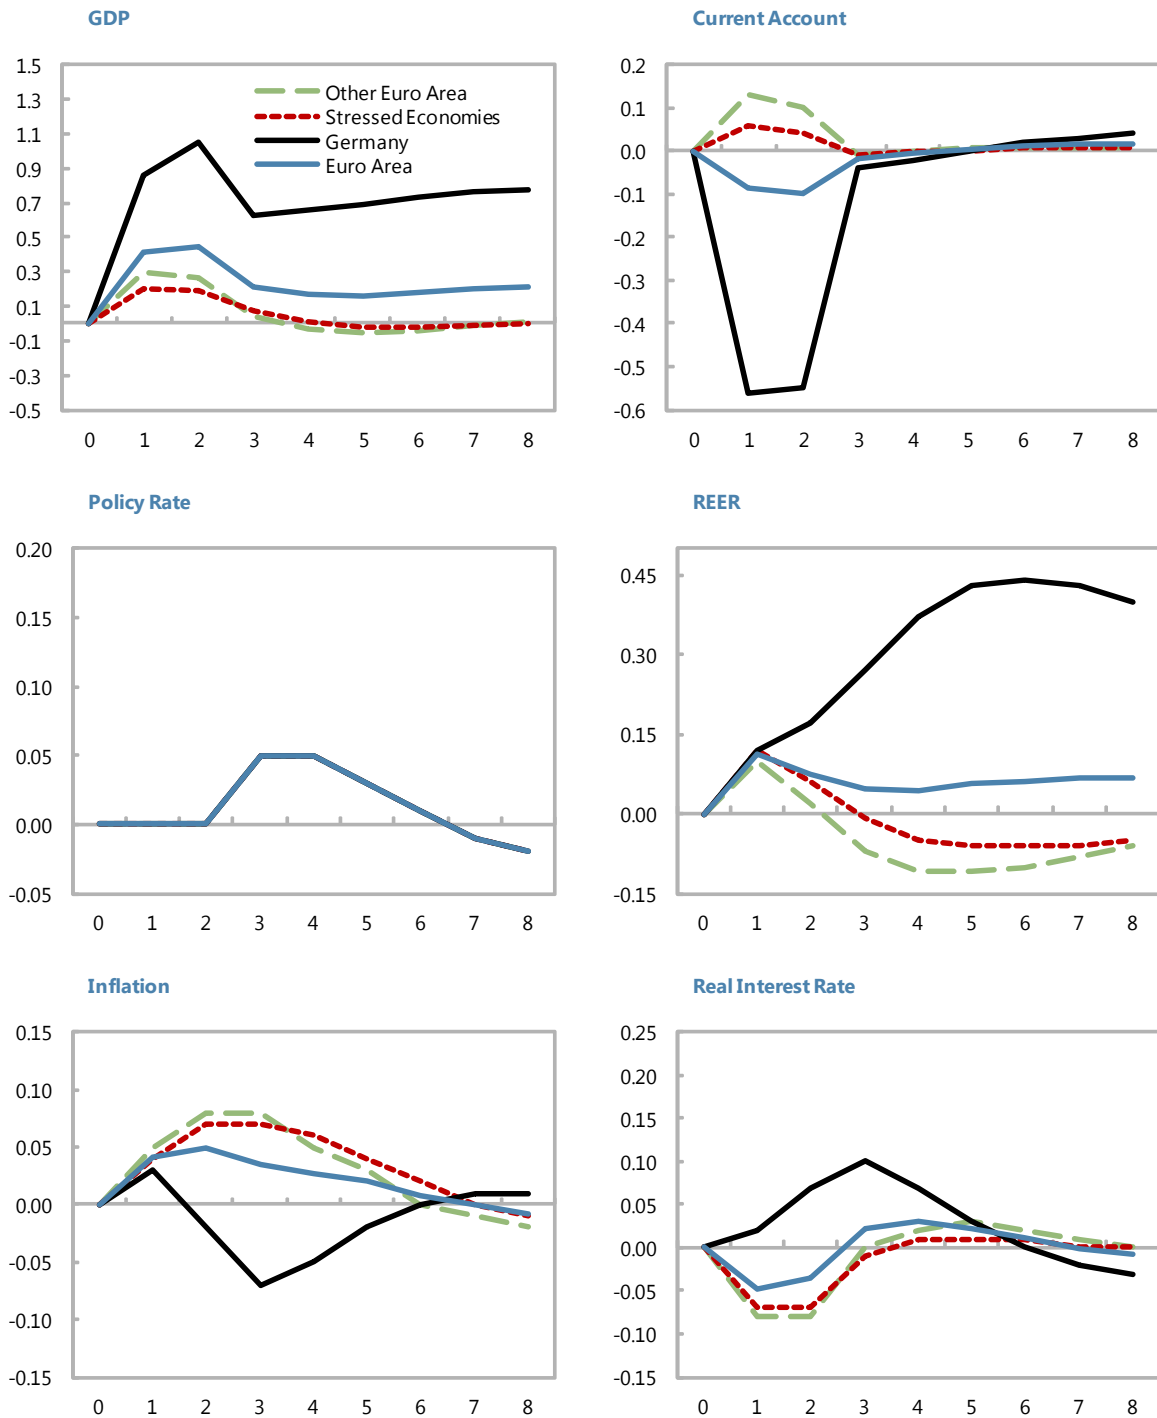 GDP
1.5
1.3
1.1
0.9
0.7
0.5
0.3
0.1
-0.1
-0.3
-0.5
Other Euro Area
Stressed Economies
Germany
Euro Area
0 1 2 3 4 5 6 7 8
Current Account
0.2
0.1
0.0
-0.1
-0.2
-0.3
-0.4
-0.5
-0.6
0 1 2 3 4 5 6 7 8
Policy Rate
0.20
0.15
0.10
0.05
0.00
-0.05
0 1 2 3 4 5 6 7 8
REER
0.45
0.30
0.15
0.00
-0.15
0 1 2 3 4 5 6 7 8
Inflation
0.15
0.10
0.05
0.00
-0.05
-0.10
-0.15
0 1 2 3 4 5 6 7 8
Real Interest Rate
0.25
0.20
0.15
0.10
0.05
0.00
-0.05
-0.10
-0.15
0 1 2 3 4 5 6 7 8